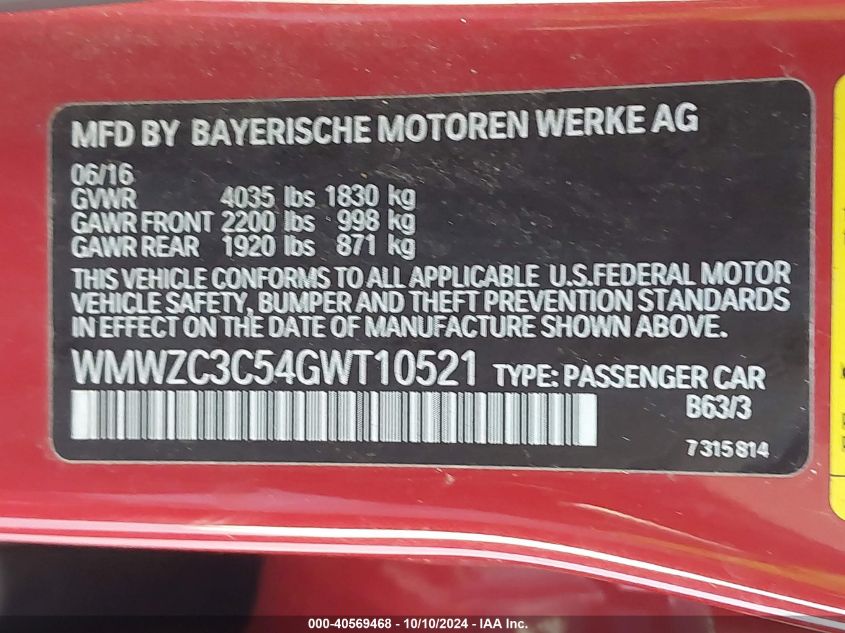 MFD BY BAYERISCHE MOTOREN WERKE AG
06/16
GVWR 4035 lbs 1830 kg
GAWR FRONT 2200 lbs 998 kg
GAWR REAR 1920 lbs 871 kg
THIS VEHICLE CONFORMS TO ALL APPLICABLE U.S.FEDERAL MOTOR
VEHICLE SAFETY, BUMPER AND THEFT PREVENTION STANDARDS
IN EFFECT ON THE DATE OF MANUFACTURE SHOWN ABOVE.
WMWZC3C54GWT10521 TYPE: PASSENGER CAR
B63/3
7315814
000-40569468 - 10/10/2024 - IAA Inc.